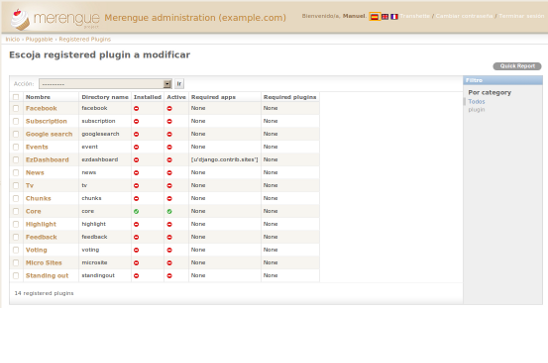 merengue Merengue administration (example.com)
Bienvenido/a, Manuel / Cambiar contraseña / Terminar sesión
Inicio › Pluggable › Registered Plugins
Escoja registered plugin a modificar
Quick Report
Acción: --------- Ir
Filtro
Nombre Directory name Installed Active Required apps Required plugins
Por category
Todos
plugin
Facebook facebook None None
Subscription subscription None None
Google search googlesearch None None
Events event None None
EzDashboard ezdashboard [u'django.contrib.sites'] None
News news None None
Tv tv None None
Chunks chunks None None
Core core None None
Highlight highlight None None
Feedback feedback None None
Voting voting None None
Micro Sites microsite None None
Standing out standingout None None
14 registered plugins